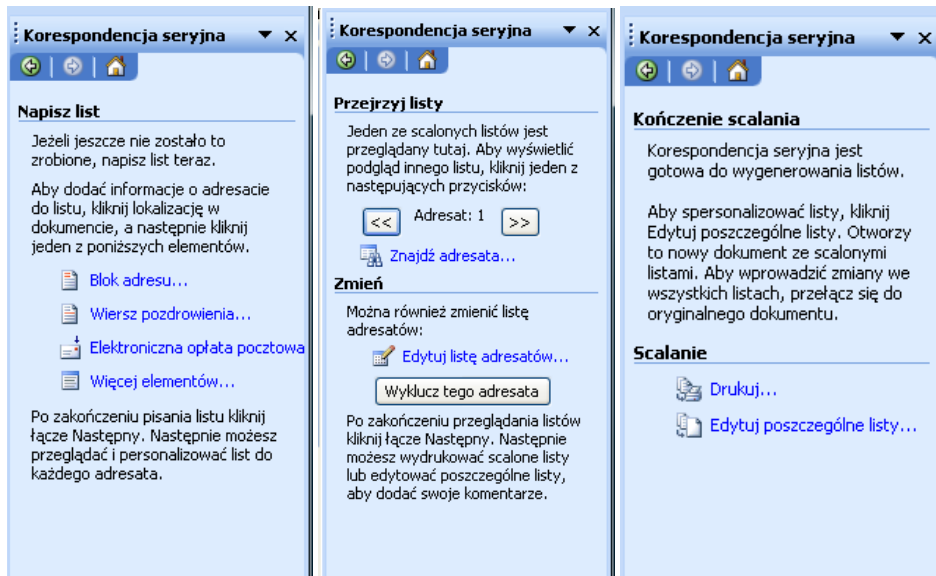 Korespondencja seryjna
Napisz list
Jeżeli jeszcze nie zostało to
zrobione, napisz list teraz.
Aby dodać informacje o adresacie
do listu, kliknij lokalizację w
dokumencie, a następnie kliknij
jeden z poniższych elementów.
Blok adresu...
Wiersz pozdrowienia...
Elektroniczna opłata pocztowa
Więcej elementów...
Po zakończeniu pisania listu kliknij
łącze Następny. Następnie możesz
przeglądać i personalizować list do
każdego adresata.
Korespondencja seryjna
Przejrzyj listy
Jeden ze scalonych listów jest
przeglądany tutaj. Aby wyświetlić
podgląd innego listu, kliknij jeden z
następujących przycisków:
<< Adresat: 1 >>
Znajdź adresata...
Zmień
Można również zmienić listę
adresatów:
Edytuj listę adresatów...
Wyklucz tego adresata
Po zakończeniu przeglądania listów
kliknij łącze Następny. Następnie
możesz wydrukować scalone listy
lub edytować poszczególne listy,
aby dodać swoje komentarze.
Korespondencja seryjna
Kończenie scalania
Korespondencja seryjna jest
gotowa do wygenerowania listów.
Aby spersonalizować listy, kliknij
Edytuj poszczególne listy. Otworzy
to nowy dokument ze scalonymi
listami. Aby wprowadzić zmiany we
wszystkich listach, przełącz się do
oryginalnego dokumentu.
Scalanie
Drukuj...
Edytuj poszczególne listy...